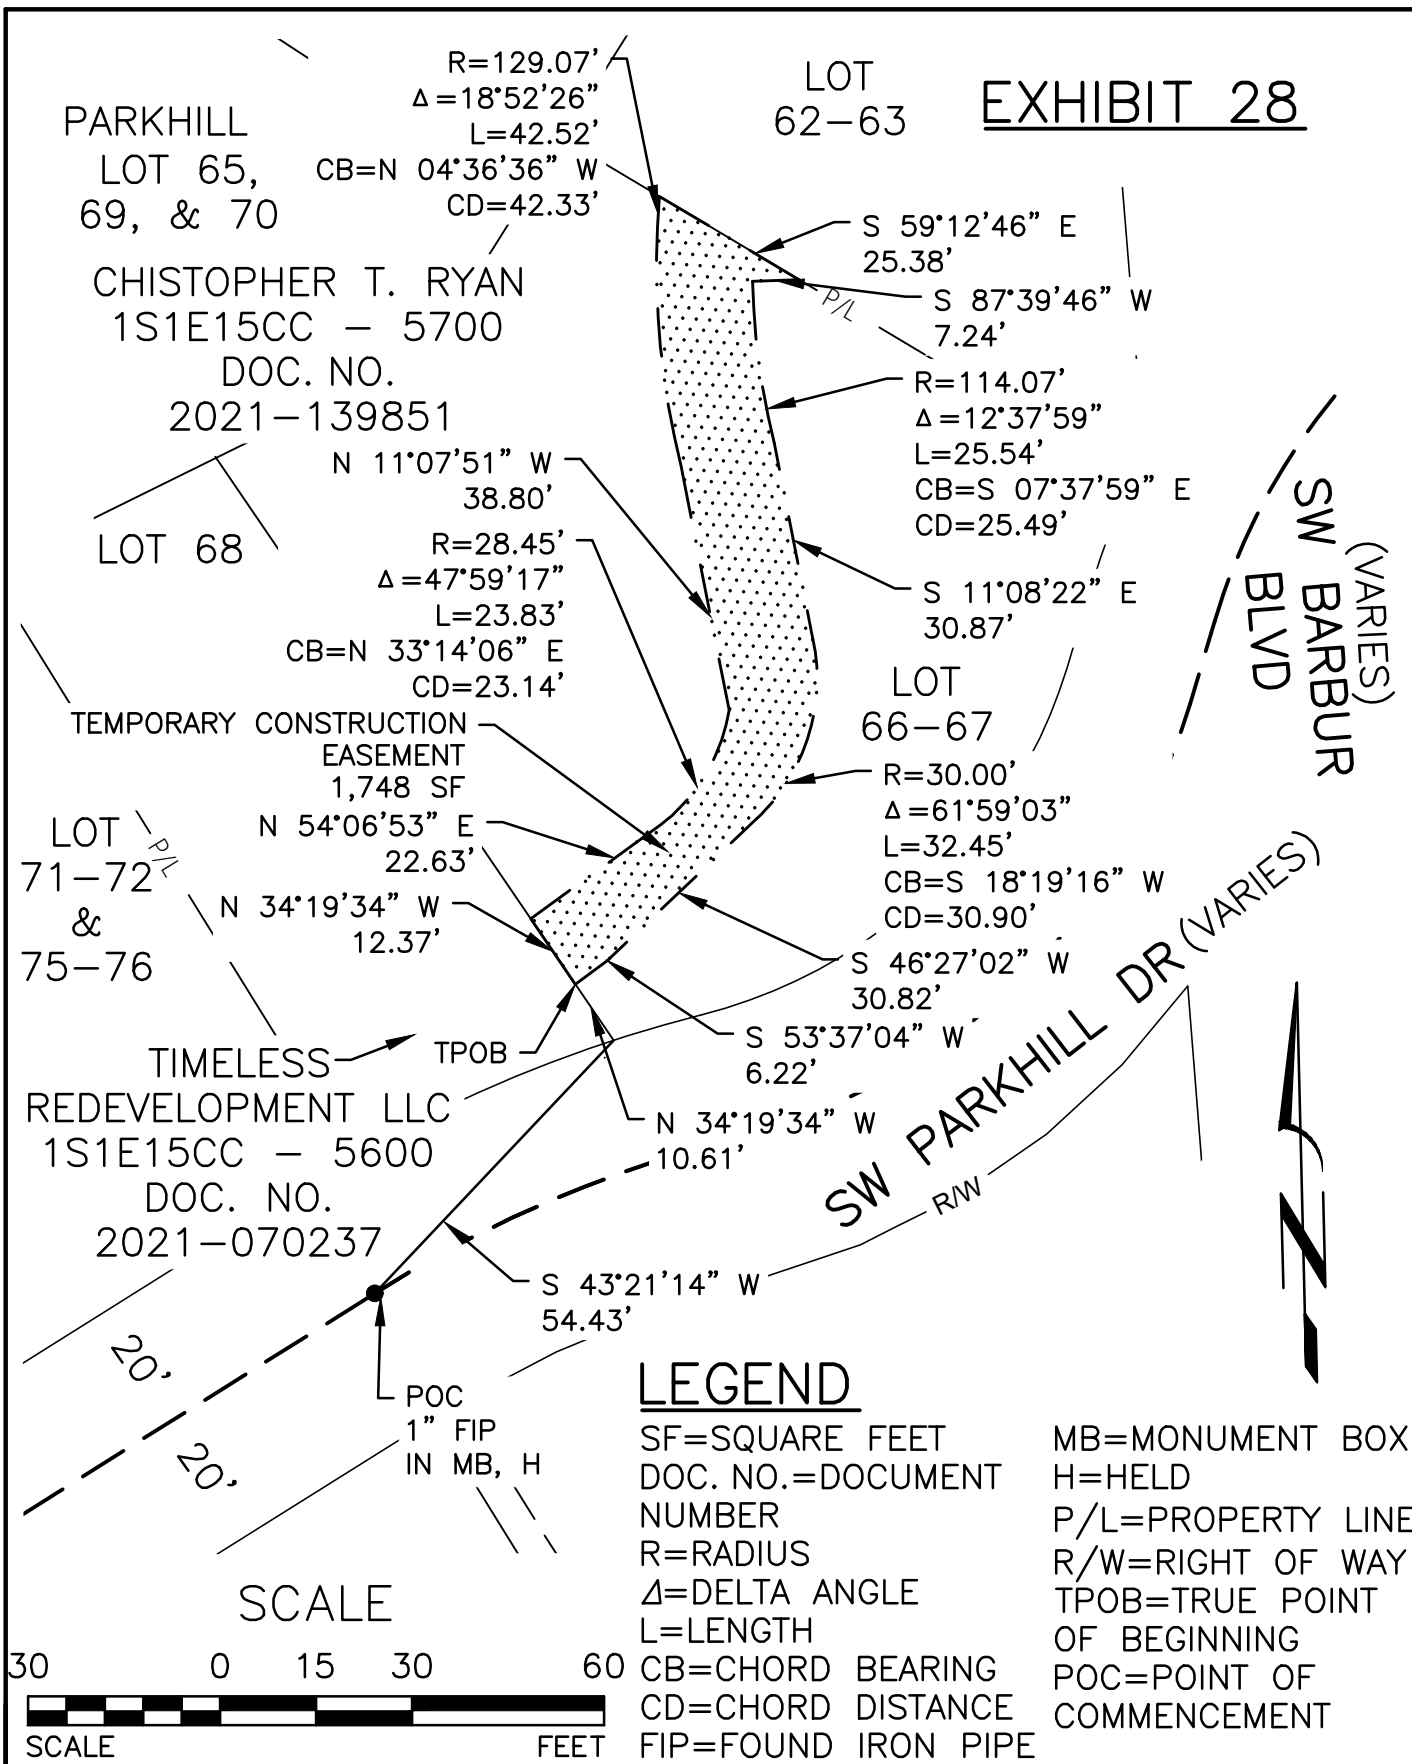 EXHIBIT 28
R=129.07'
Δ=18°52'26"
L=42.52'
CB=N 04°36'36" W
CD=42.33'
LOT
62-63
PARKHILL
LOT 65,
69, & 70
CHISTOPHER T. RYAN
1S1E15CC - 5700
DOC. NO.
2021-139851
S 59°12'46" E
25.38'
P/L
S 87°39'46" W
7.24'
R=114.07'
Δ=12°37'59"
L=25.54'
CB=S 07°37'59" E
CD=25.49'
N 11°07'51" W
38.80'
LOT 68
R=28.45'
Δ=47°59'17"
L=23.83'
CB=N 33°14'06" E
CD=23.14'
S 11°08'22" E
30.87'
SW BARBUR
BLVD
(VARIES)
LOT
66-67
TEMPORARY CONSTRUCTION
EASEMENT
1,748 SF
R=30.00'
Δ=61°59'03"
L=32.45'
CB=S 18°19'16" W
CD=30.90'
N 54°06'53" E
22.63'
LOT
71-72
&
75-76
P/L
N 34°19'34" W
12.37'
S 46°27'02" W
30.82'
S 53°37'04" W
6.22'
TPOB
TIMELESS
REDEVELOPMENT LLC
1S1E15CC - 5600
DOC. NO.
2021-070237
N 34°19'34" W
10.61'
SW PARKHILL DR (VARIES)
R/W
S 43°21'14" W
54.43'
20'
20'
POC
1" FIP
IN MB, H
LEGEND
SF=SQUARE FEET
DOC. NO.=DOCUMENT
NUMBER
R=RADIUS
Δ=DELTA ANGLE
L=LENGTH
CB=CHORD BEARING
CD=CHORD DISTANCE
FIP=FOUND IRON PIPE
MB=MONUMENT BOX
H=HELD
P/L=PROPERTY LINE
R/W=RIGHT OF WAY
TPOB=TRUE POINT
OF BEGINNING
POC=POINT OF
COMMENCEMENT
SCALE
30 0 15 30 60
SCALE FEET
N